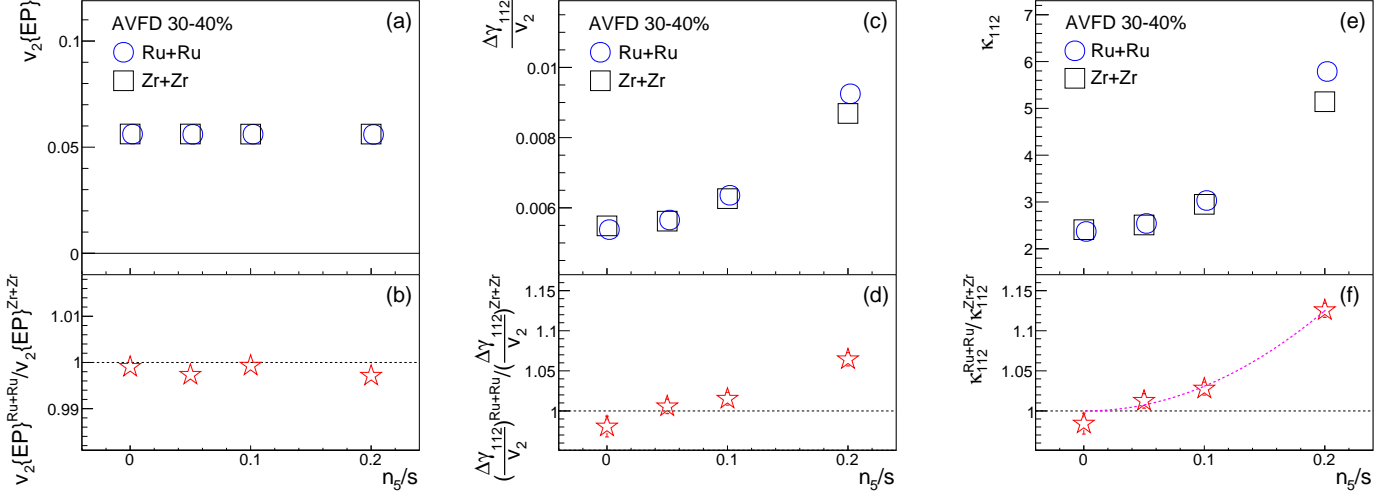 (a)
AVFD 30-40%
Ru+Ru
Zr+Zr
v₂{EP}
0.1
0.05
0
(b)
v₂{EP}^Ru+Ru/v₂{EP}^Zr+Zr
1.01
1
0.99
0 0.1 0.2
n₅/s
(c)
AVFD 30-40%
Ru+Ru
Zr+Zr
Δγ₁₁₂
v₂
0.01
0.008
0.006
(d)
(Δγ₁₁₂/v₂)^Ru+Ru/(Δγ₁₁₂/v₂)^Zr+Zr
1.15
1.1
1.05
1
0 0.1 0.2
n₅/s
(e)
AVFD 30-40%
Ru+Ru
Zr+Zr
κ₁₁₂
7
6
5
4
3
2
(f)
κ₁₁₂^Ru+Ru/κ₁₁₂^Zr+Zr
1.15
1.1
1.05
1
0 0.1 0.2
n₅/s